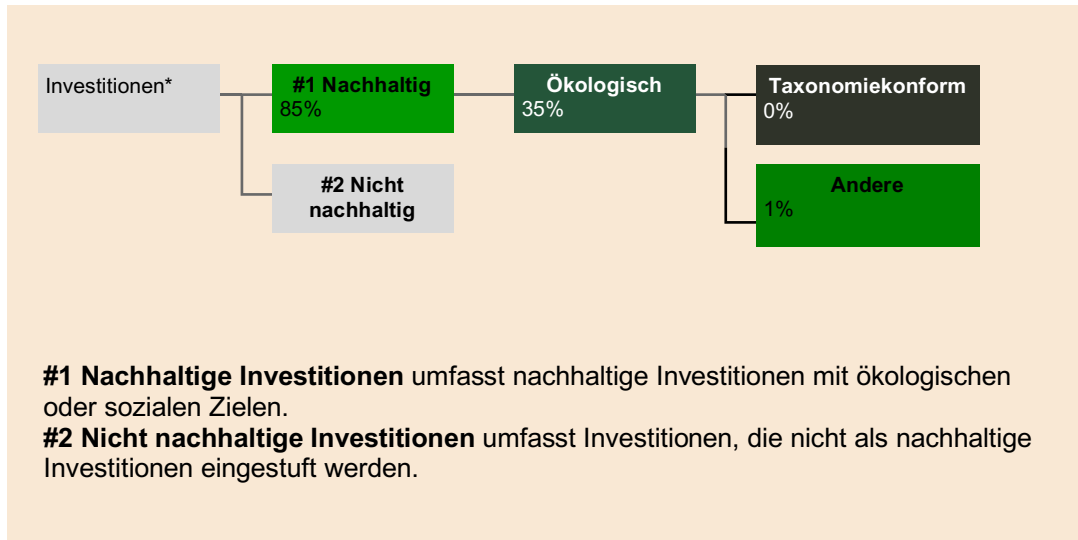 Investitionen*
#1 Nachhaltig
85%
Ökologisch
35%
Taxonomiekonform
0%
#2 Nicht
nachhaltig
Andere
1%
#1 Nachhaltige Investitionen umfasst nachhaltige Investitionen mit ökologischen
oder sozialen Zielen.
#2 Nicht nachhaltige Investitionen umfasst Investitionen, die nicht als nachhaltige
Investitionen eingestuft werden.